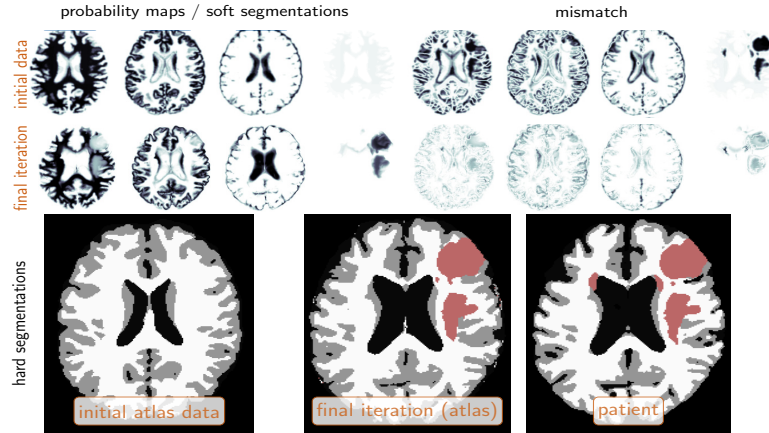 probability maps / soft segmentations
mismatch
initial data
final iteration
hard segmentations
initial atlas data
final iteration (atlas)
patient